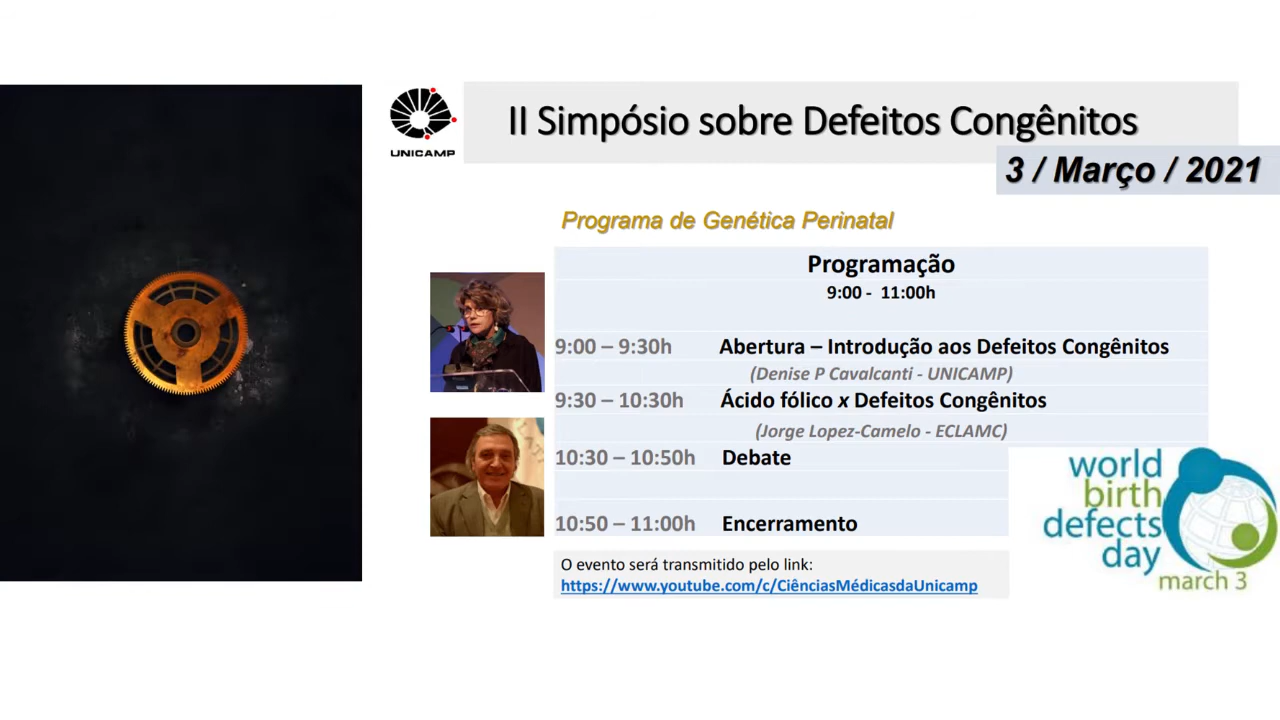 UNICAMP
II Simpósio sobre Defeitos Congênitos
3 / Março / 2021
Programa de Genética Perinatal
Programação
9:00 - 11:00h
9:00 – 9:30h Abertura – Introdução aos Defeitos Congênitos
(Denise P Cavalcanti - UNICAMP)
9:30 – 10:30h Ácido fólico x Defeitos Congênitos
(Jorge Lopez-Camelo - ECLAMC)
10:30 – 10:50h Debate
10:50 – 11:00h Encerramento
O evento será transmitido pelo link:
https://www.youtube.com/c/CiênciasMédicasdaUnicamp
world
birth
defects
day
march 3